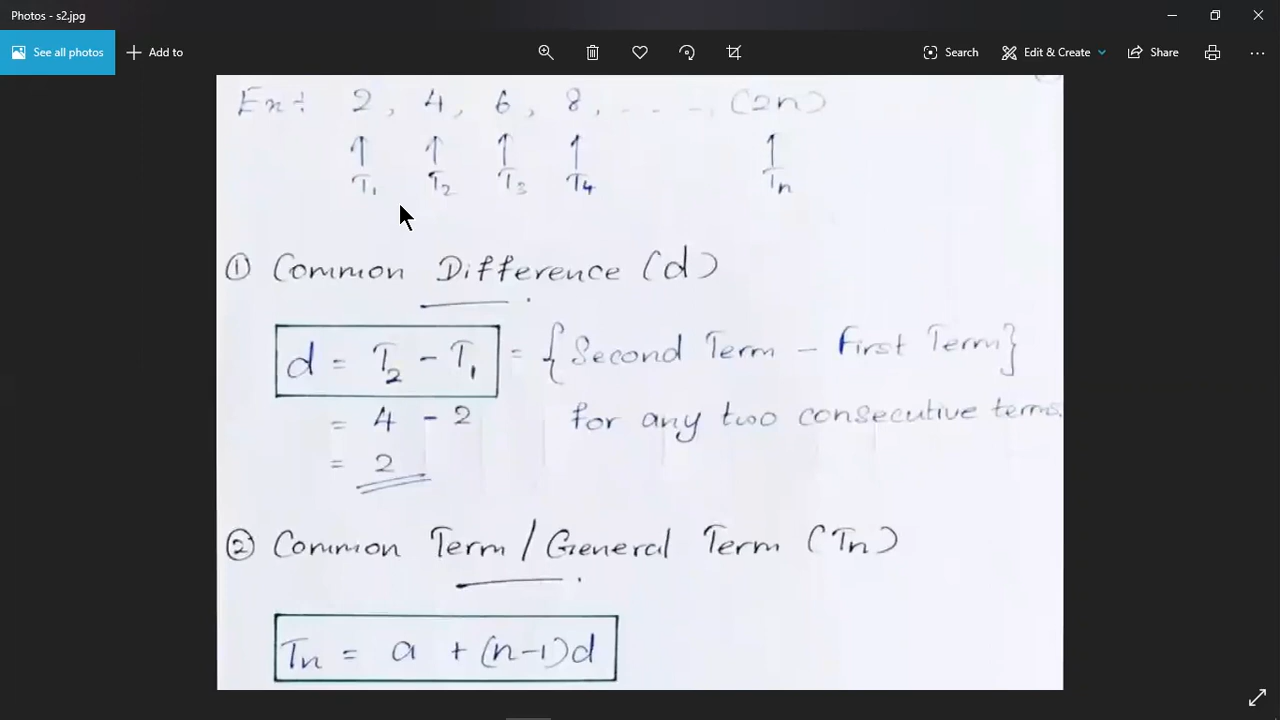 Photos - s2.jpg
See all photos
Add to
Search
Edit & Create
Share
Ex: 2, 4, 6, 8, . . . ., (2n)
↑ ↑ ↑ ↑ ↑
T₁ T₂ T₃ T₄ Tn
① Common Difference (d)
d = T₂ - T₁ = {Second Term - First Term}
= 4 - 2 for any two consecutive terms.
= 2
② Common Term / General Term (Tn)
Tn = a + (n-1)d